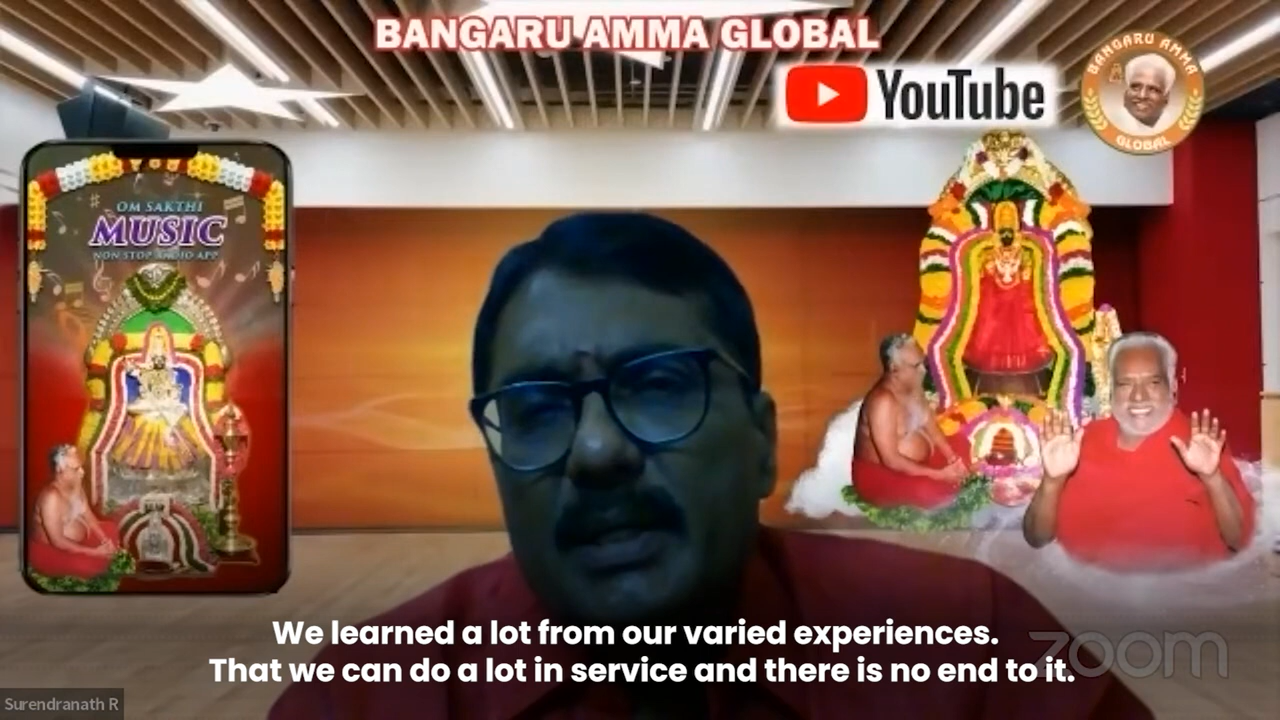 BANGARU AMMA GLOBAL
YouTube
BANGARU AMMA
GLOBAL
OM SAKTHI
MUSIC
NON STOP RADIO APP
We learned a lot from our varied experiences.
That we can do a lot in service and there is no end to it.
zoom
Surendranath R